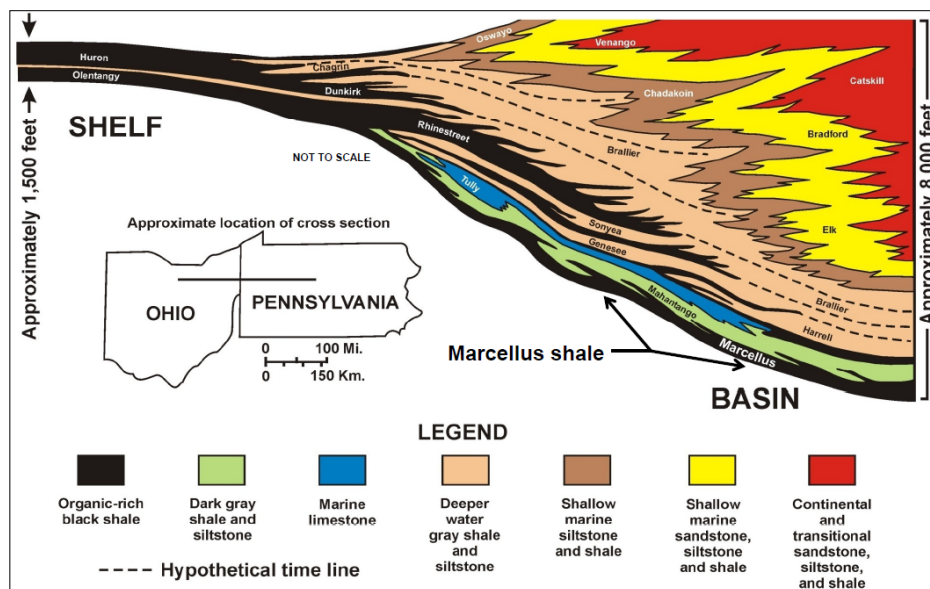 Approximately 1,500 feet
Huron
Olentangy
SHELF
Chagrin
Dunkirk
Rhinestreet
NOT TO SCALE
Tully
Oswayo
Venango
Catskill
Chadakoin
Bradford
Brallier
Elk
Sonyea
Genesee
Mahantango
Brallier
Harrell
Marcellus
Marcellus shale
BASIN
Approximately 8,000 feet
Approximate location of cross section
OHIO
PENNSYLVANIA
0 100 Mi.
0 150 Km.
LEGEND
Organic-rich
black shale
Dark gray
shale and
siltstone
Marine
limestone
Deeper
water
gray shale
and
siltstone
Shallow
marine
siltstone
and shale
Shallow
marine
sandstone,
siltstone
and shale
Continental
and
transitional
sandstone,
siltstone,
and shale
Hypothetical time line